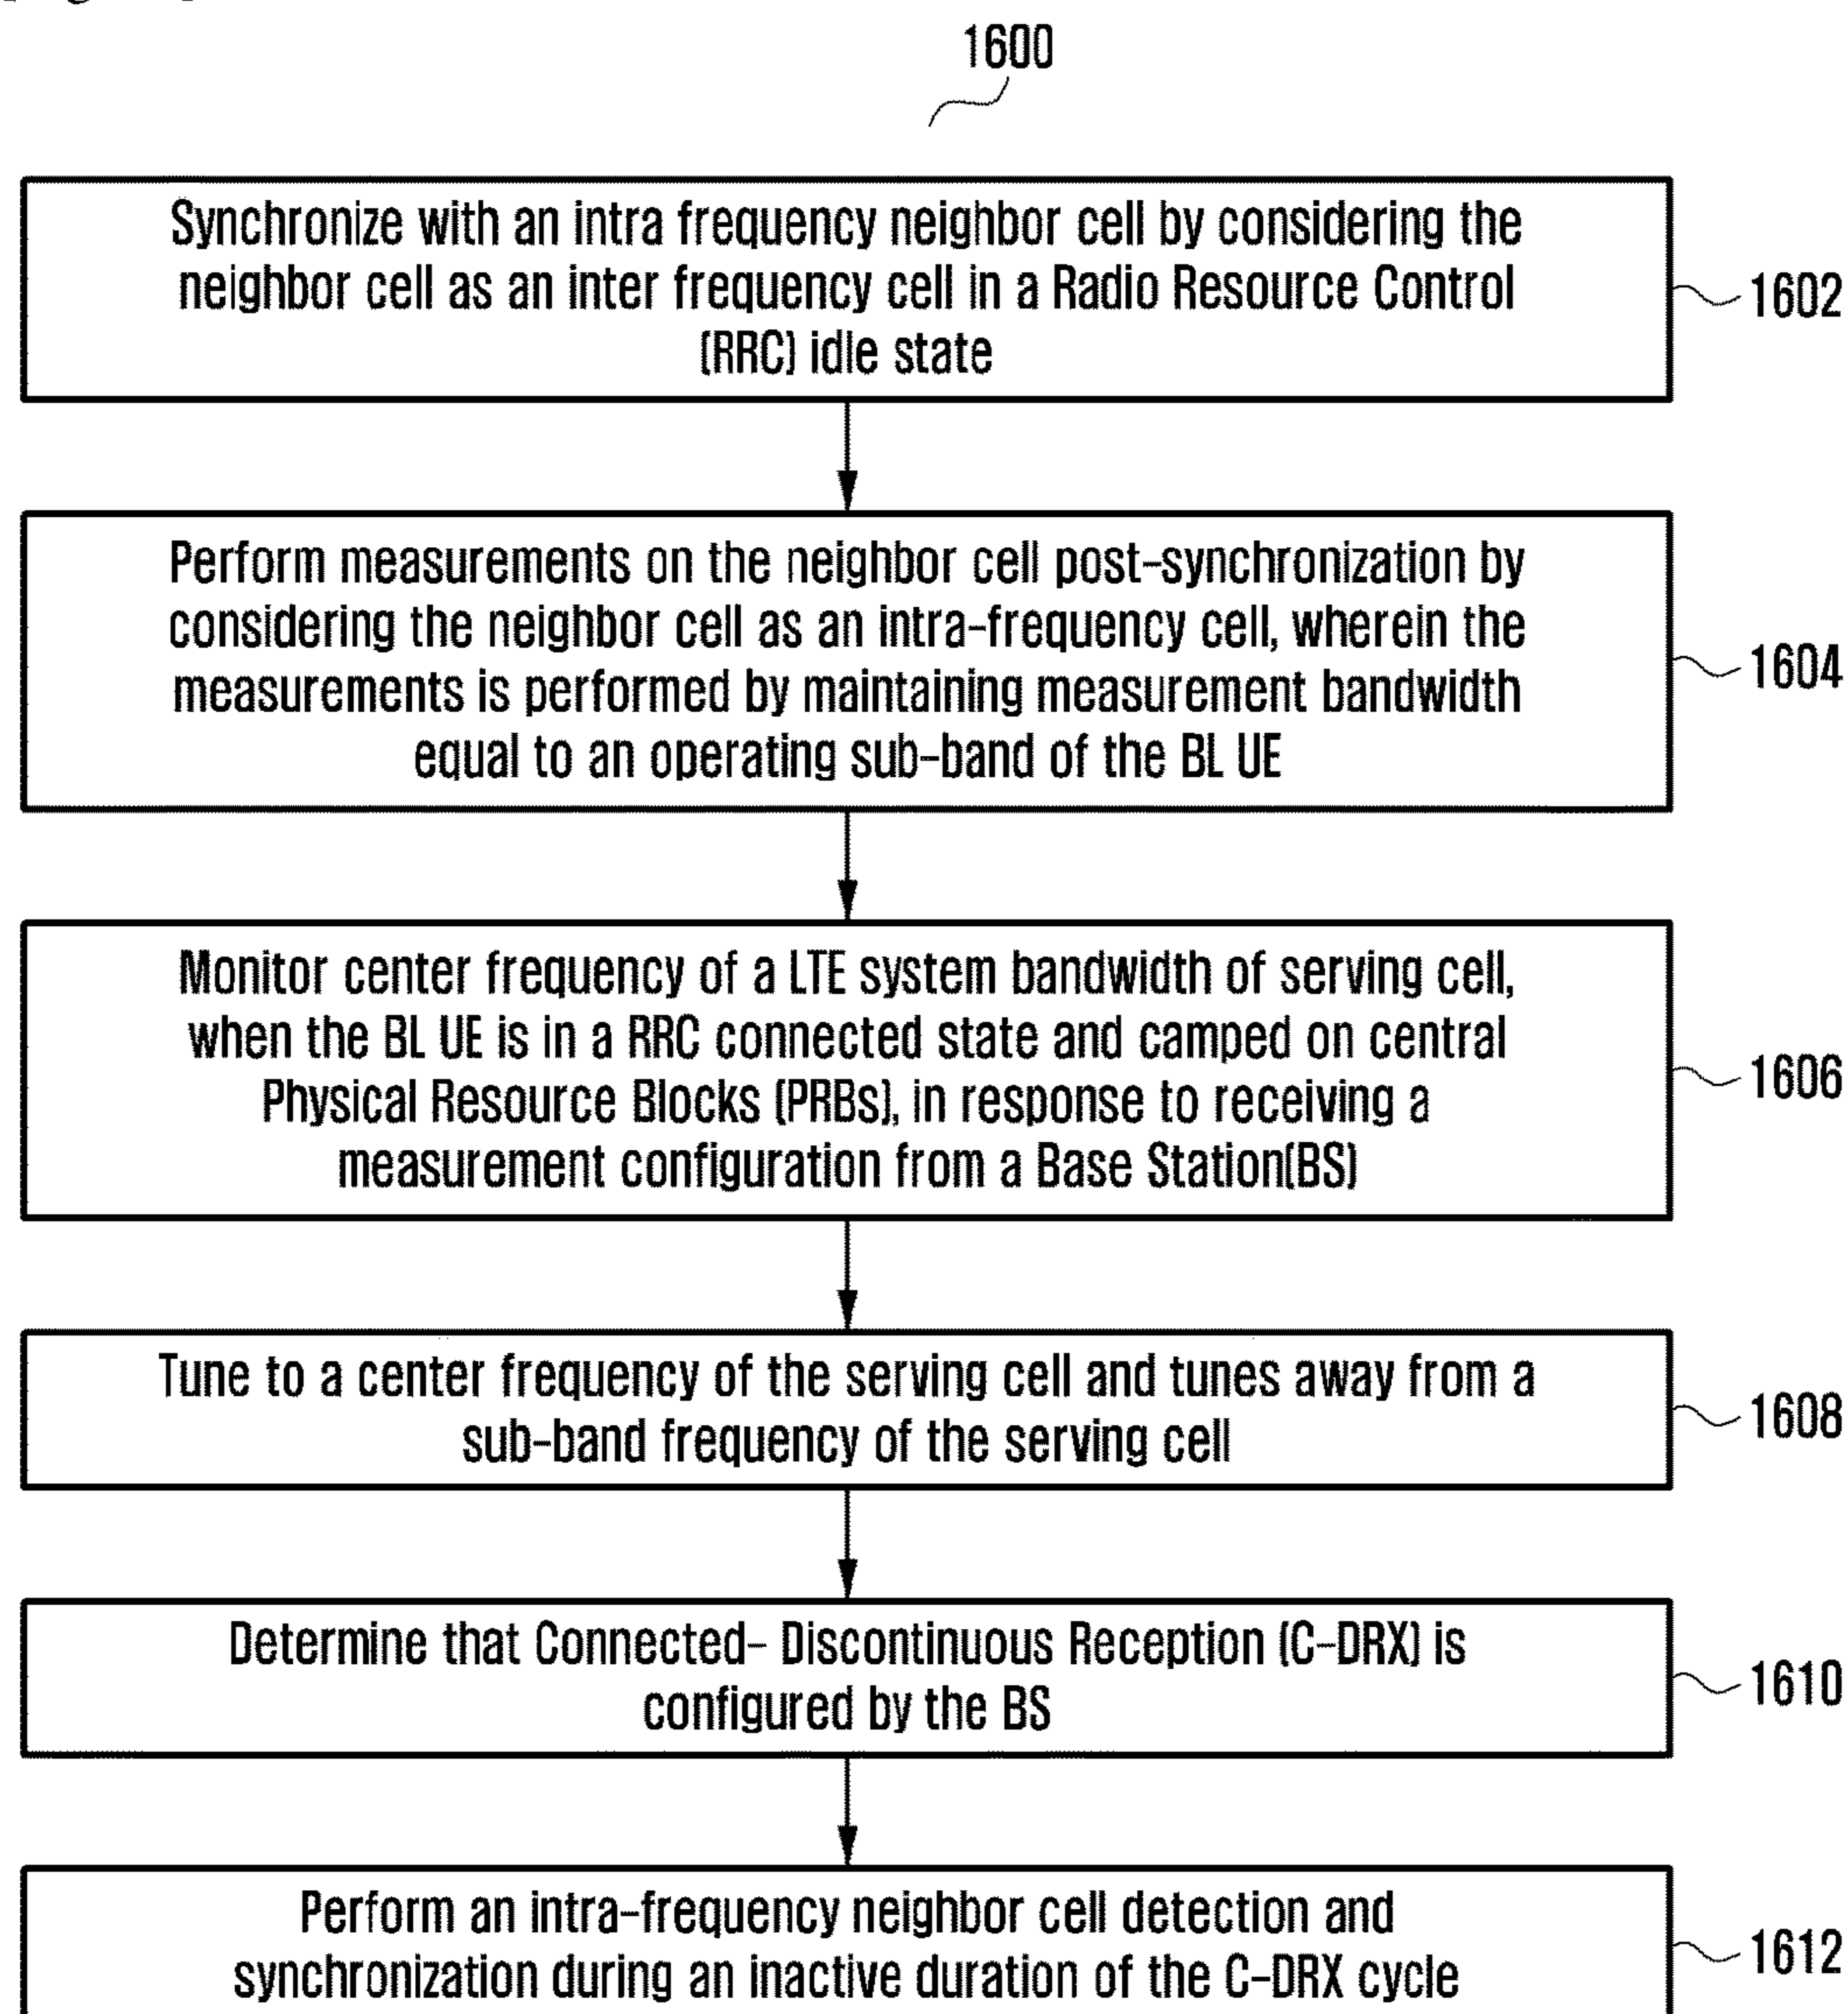 1600
Synchronize with an intra frequency neighbor cell by considering the
neighbor cell as an inter frequency cell in a Radio Resource Control
(RRC) idle state
1602
Perform measurements on the neighbor cell post-synchronization by
considering the neighbor cell as an intra-frequency cell, wherein the
measurements is performed by maintaining measurement bandwidth
equal to an operating sub-band of the BL UE
1604
Monitor center frequency of a LTE system bandwidth of serving cell,
when the BL UE is in a RRC connected state and camped on central
Physical Resource Blocks (PRBs), in response to receiving a
measurement configuration from a Base Station(BS)
1606
Tune to a center frequency of the serving cell and tunes away from a
sub-band frequency of the serving cell
1608
Determine that Connected- Discontinuous Reception (C-DRX) is
configured by the BS
1610
Perform an intra-frequency neighbor cell detection and
synchronization during an inactive duration of the C-DRX cycle
1612